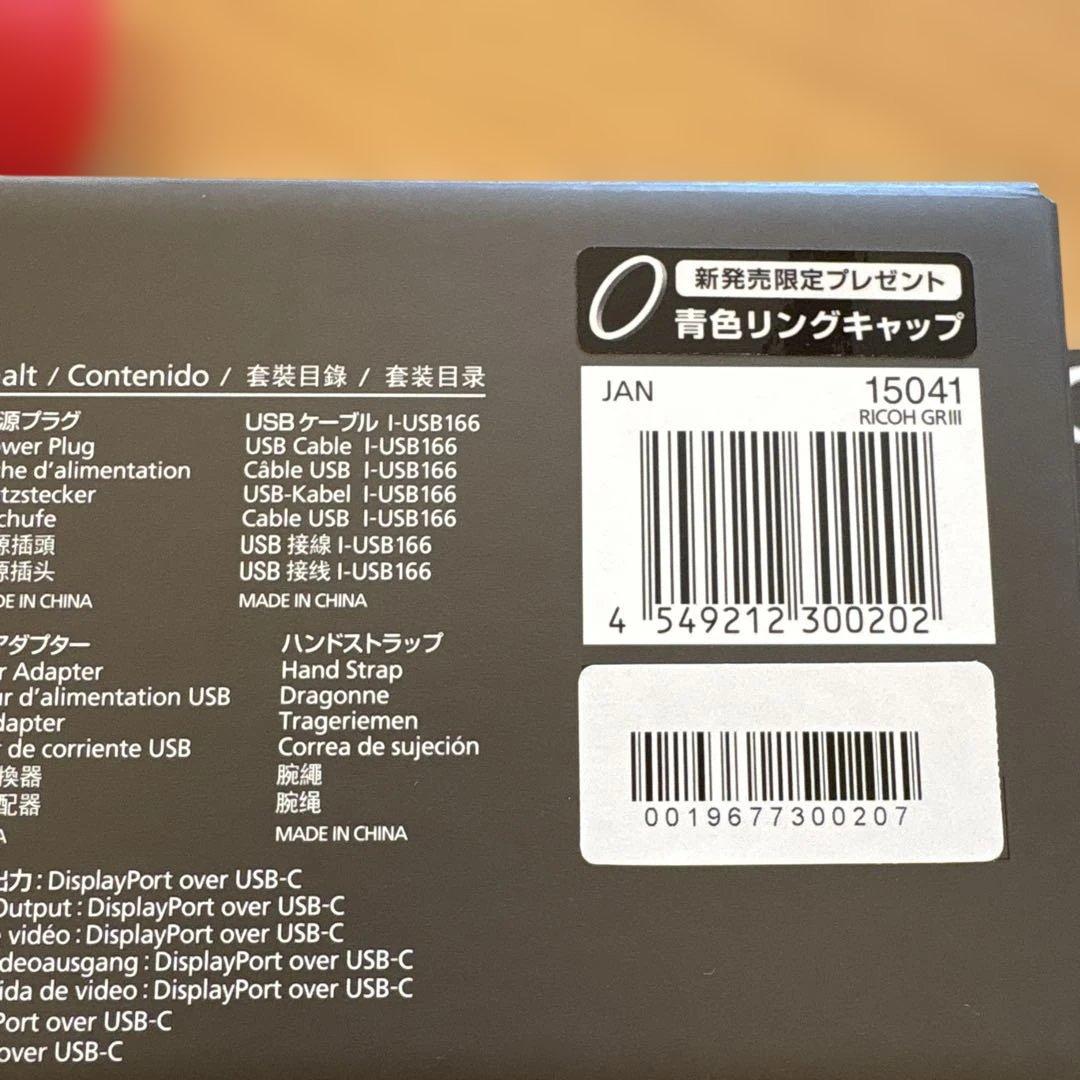 新発売限定プレゼント
青色リングキャップ
JAN 15041
RICOH GRIII
4 549212 300202
0019677300207
alt / Contenido / 套裝目錄 / 套装目录
源プラグ
ower Plug
he d'alimentation
tzstecker
chufe
源插頭
源插头
DE IN CHINA
USBケーブル I-USB166
USB Cable I-USB166
Câble USB I-USB166
USB-Kabel I-USB166
Cable USB I-USB166
USB 接線 I-USB166
USB 接线 I-USB166
MADE IN CHINA
アダプター
r Adapter
ur d'alimentation USB
dapter
r de corriente USB
換器
配器
A
ハンドストラップ
Hand Strap
Dragonne
Trageriemen
Correa de sujeción
腕繩
腕绳
MADE IN CHINA
出力 : DisplayPort over USB-C
Output : DisplayPort over USB-C
e vidéo : DisplayPort over USB-C
deoausgang : DisplayPort over USB-C
ida de video : DisplayPort over USB-C
Port over USB-C
over USB-C